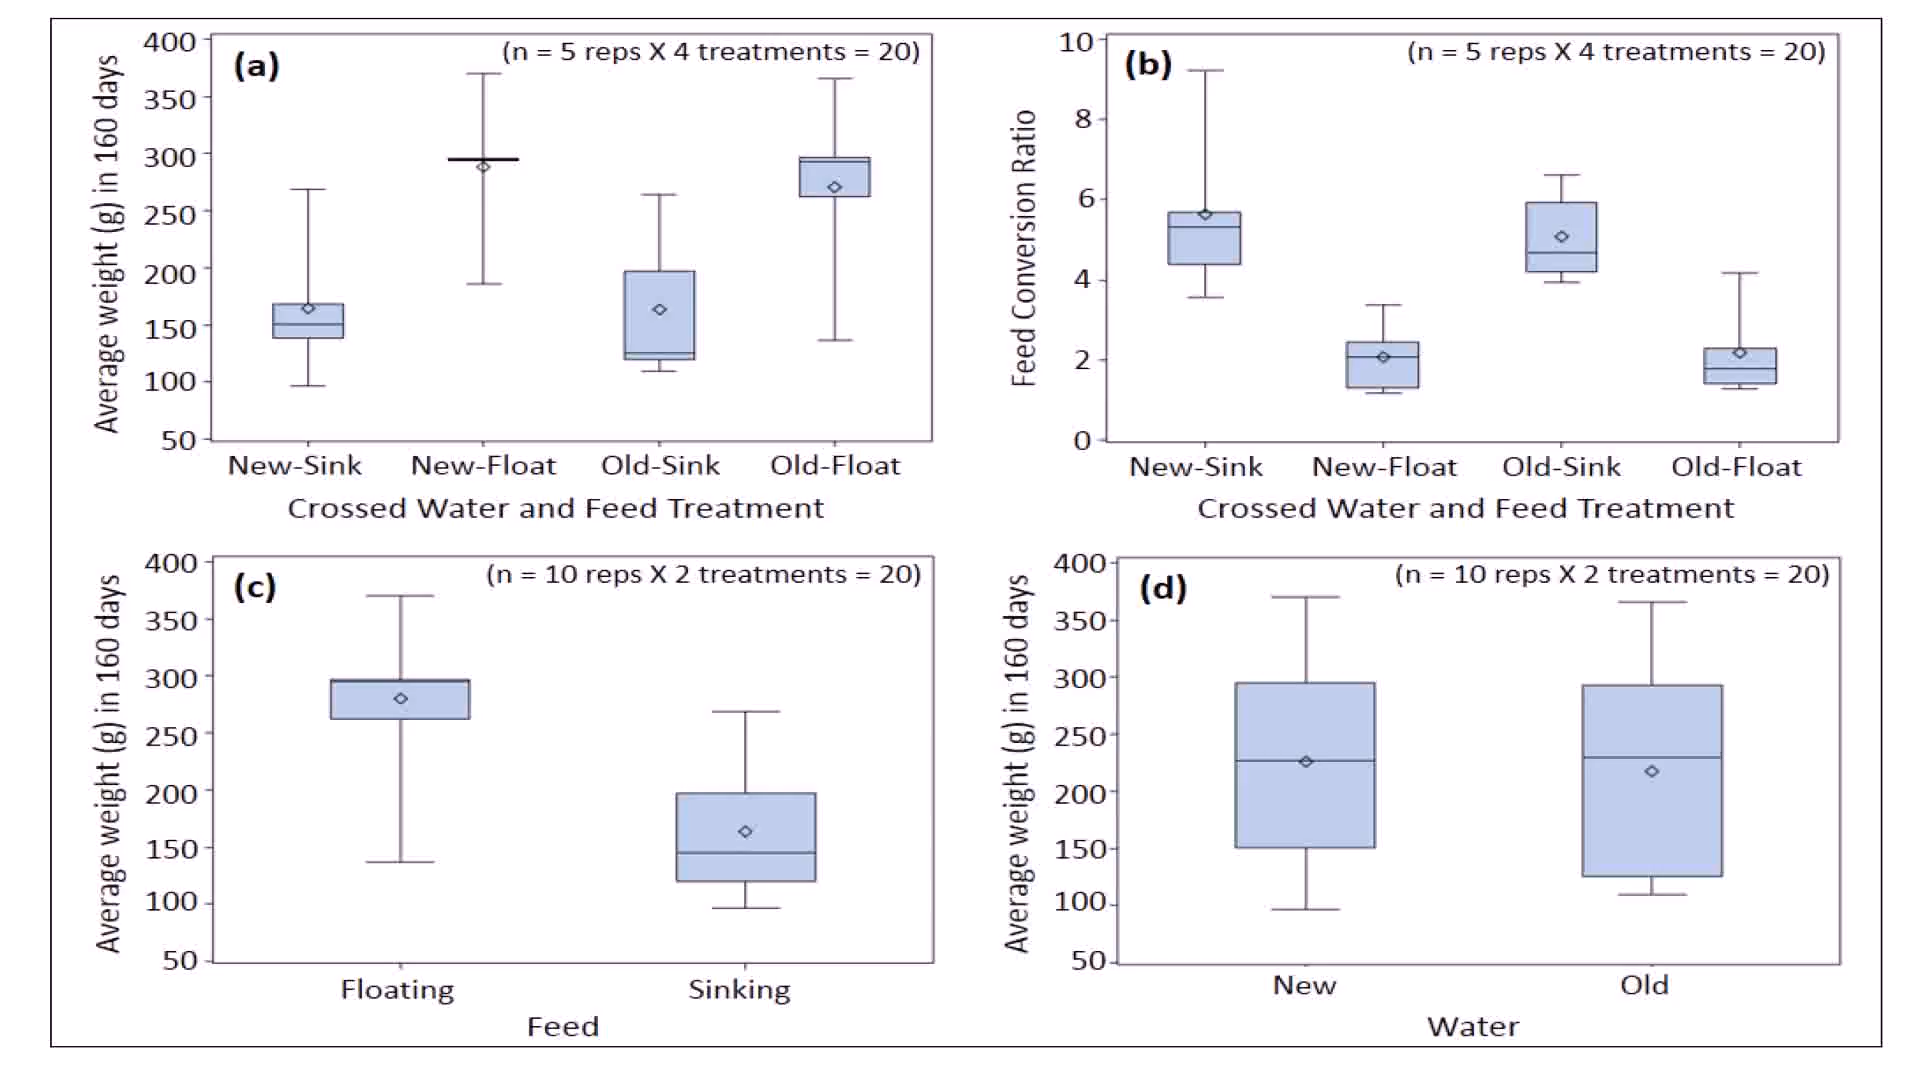 (a)
(n = 5 reps X 4 treatments = 20)
Average weight (g) in 160 days
400
350
300
250
200
150
100
50
New-Sink New-Float Old-Sink Old-Float
Crossed Water and Feed Treatment
(b)
(n = 5 reps X 4 treatments = 20)
Feed Conversion Ratio
10
8
6
4
2
0
New-Sink New-Float Old-Sink Old-Float
Crossed Water and Feed Treatment
(c)
(n = 10 reps X 2 treatments = 20)
Average weight (g) in 160 days
400
350
300
250
200
150
100
50
Floating Sinking
Feed
(d)
(n = 10 reps X 2 treatments = 20)
Average weight (g) in 160 days
400
350
300
250
200
150
100
50
New Old
Water